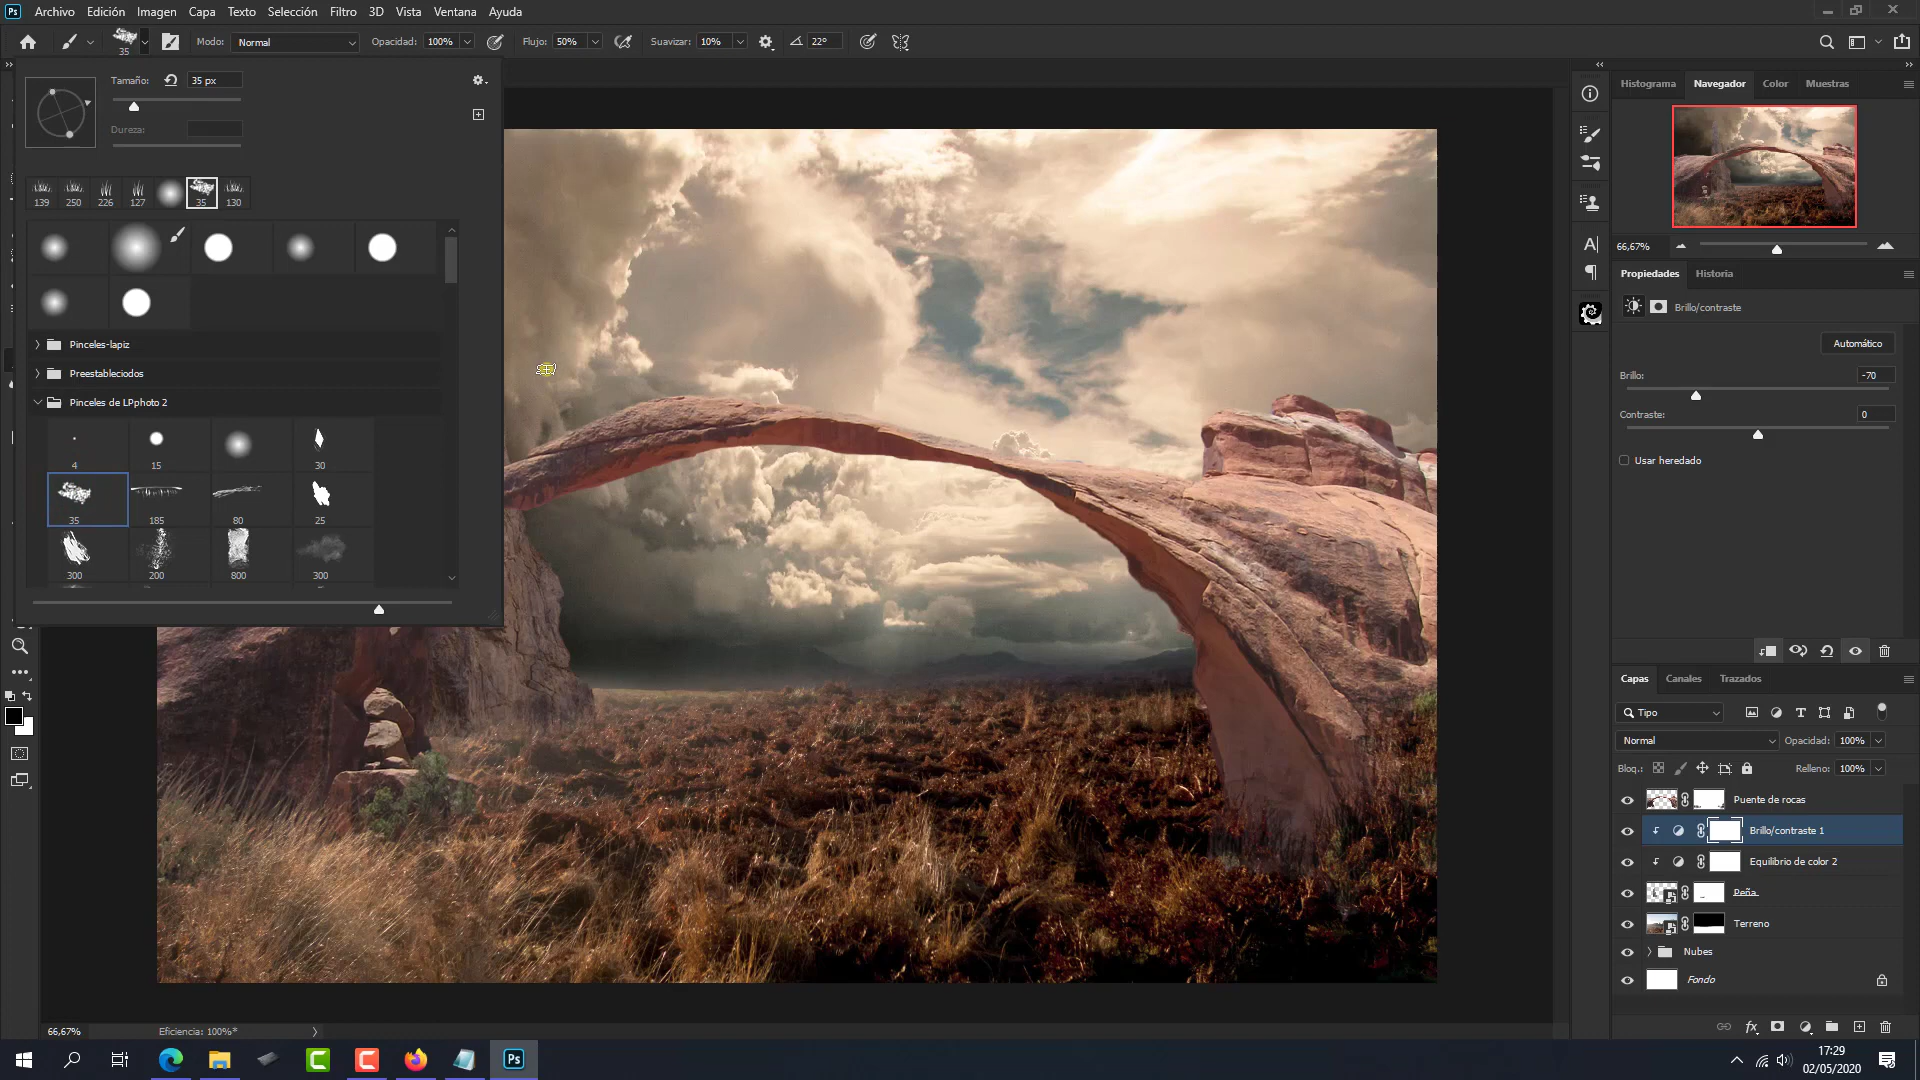 Ps Archivo Edición Imagen Capa Texto Selección Filtro 3D Vista Ventana Ayuda
35 Modo: Normal Opacidad: 100% Flujo: 50% Suavizar: 10% 22°
Tamaño: 35 px
Dureza:
139 250 226 127 35 130
Pinceles-lapiz
Preestableciodos
Pinceles de LPphoto 2
4 15 30
35 185 80 25
300 200 800 300
Histograma Navegador Color Muestras
66,67%
Propiedades Historia
Brillo/contraste
Automático
Brillo: -70
Contraste: 0
Usar heredado
Capas Canales Trazados
Tipo
Normal Opacidad: 100%
Bloq.: Relleno: 100%
Puente de rocas
Brillo/contraste 1
Equilibrio de color 2
Peña
Terreno
Nubes
Fondo
66,67% Eficiencia: 100%*
Ps
17:29
02/05/2020